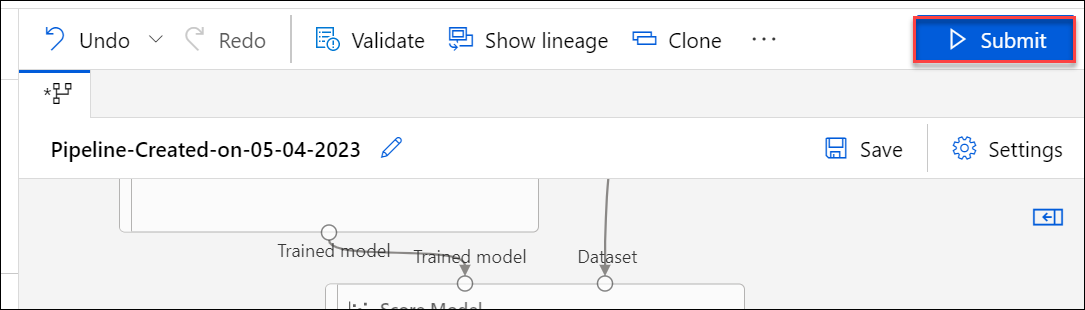 Undo Redo Validate Show lineage Clone ... Submit
*
Pipeline-Created-on-05-04-2023 Save Settings
Trained model Trained model Dataset
Score Model